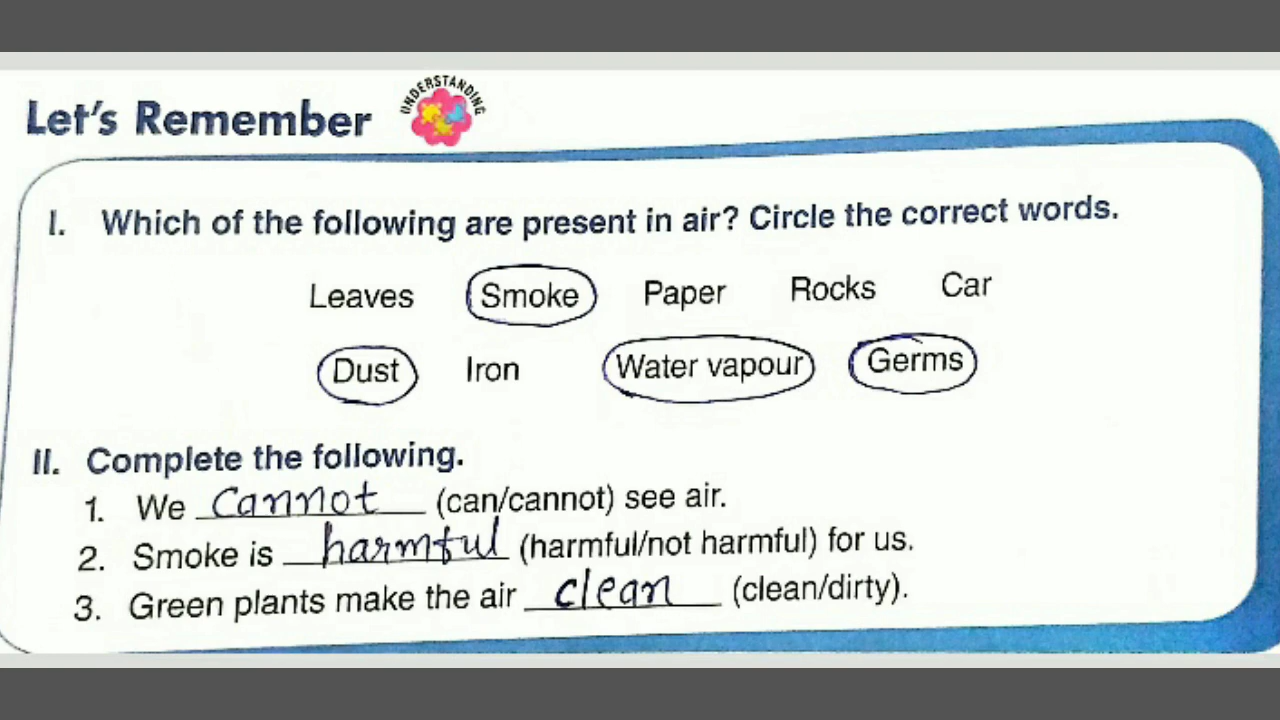 Let's Remember UNDERSTANDING
I. Which of the following are present in air? Circle the correct words.
Leaves Smoke Paper Rocks Car
Dust Iron Water vapour Germs
II. Complete the following.
1. We cannot (can/cannot) see air.
2. Smoke is harmful (harmful/not harmful) for us.
3. Green plants make the air clean (clean/dirty).